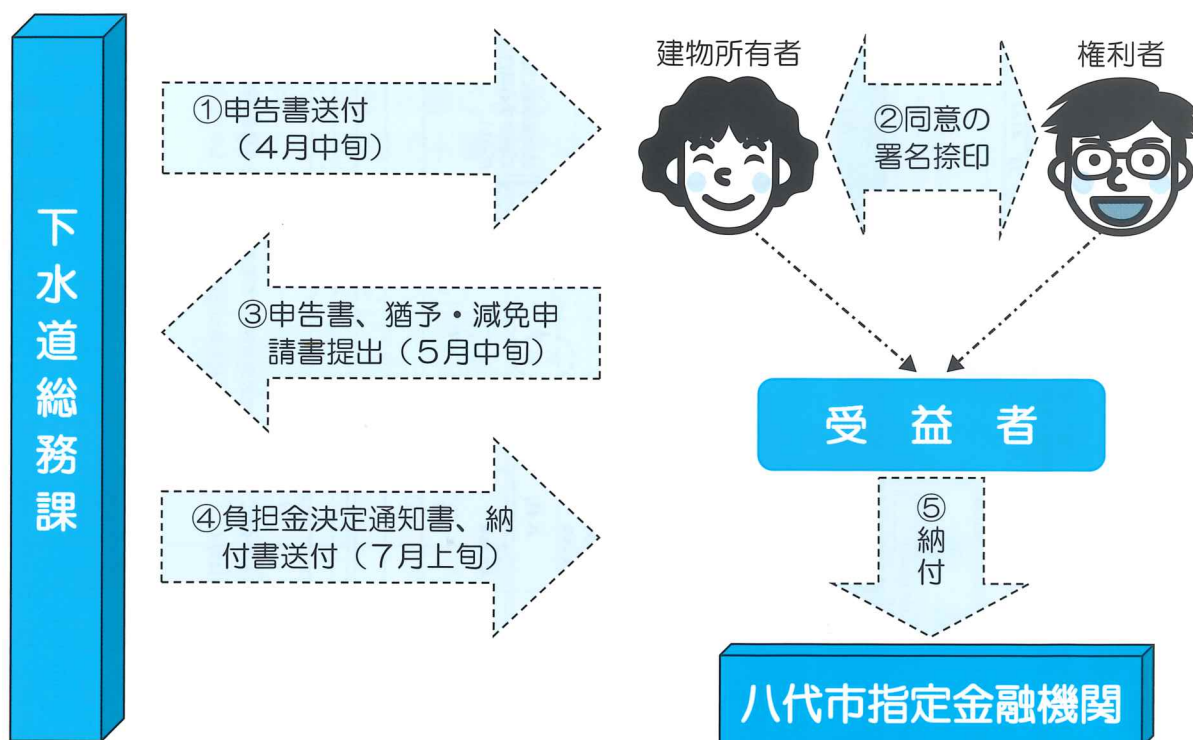 下水道総務課
①申告書送付
（４月中旬）
建物所有者
権利者
②同意の
署名捺印
③申告書、猶予・減免申
請書提出（５月中旬）
受益者
④負担金決定通知書、納
付書送付（７月上旬）
⑤納付
八代市指定金融機関